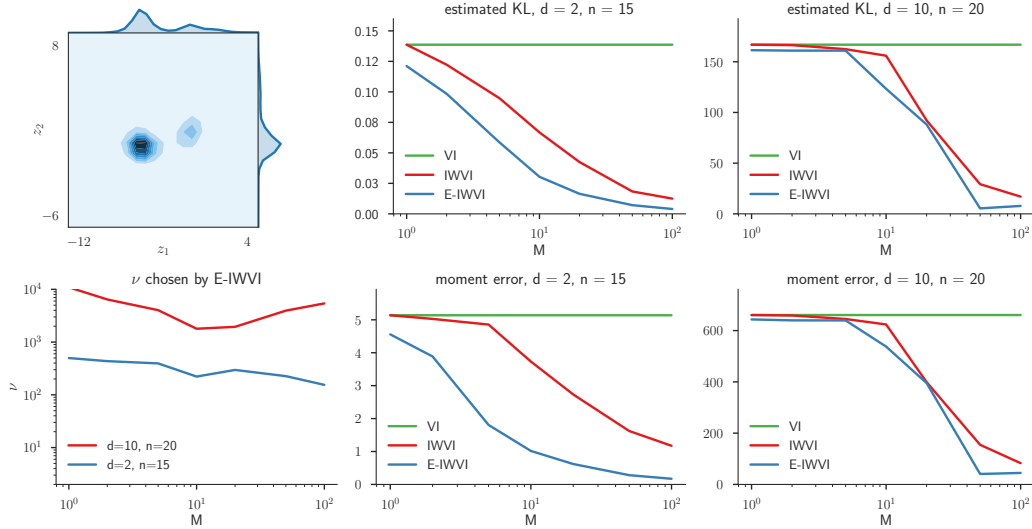 8
z2
−6
−12
z1
4
estimated KL, d = 2, n = 15
0.15
0.13
0.10
0.08
0.05
0.03
0.00
VI
IWVI
E-IWVI
10^0
10^1
10^2
M
estimated KL, d = 10, n = 20
150
100
50
0
VI
IWVI
E-IWVI
10^0
10^1
10^2
M
ν chosen by E-IWVI
10^4
10^3
10^2
10^1
ν
d=10, n=20
d=2, n=15
10^0
10^1
10^2
M
moment error, d = 2, n = 15
5
4
3
2
1
0
VI
IWVI
E-IWVI
10^0
10^1
10^2
M
moment error, d = 10, n = 20
600
400
200
0
VI
IWVI
E-IWVI
10^0
10^1
10^2
M